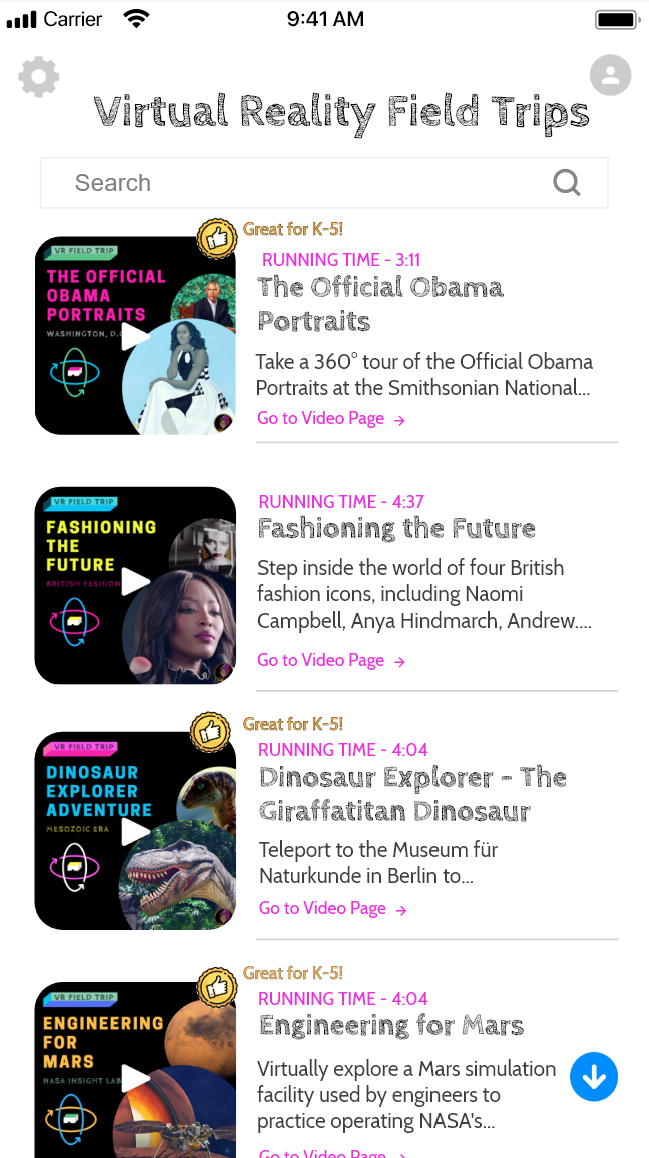 Carrier 9:41 AM
Virtual Reality Field Trips
Search
Great for K-5!
VR FIELD TRIP
THE OFFICIAL
OBAMA
PORTRAITS
WASHINGTON, D.C
RUNNING TIME - 3:11
The Official Obama
Portraits
Take a 360° tour of the Official Obama
Portraits at the Smithsonian National...
Go to Video Page →
VR FIELD TRIP
FASHIONING
THE
FUTURE
BRITISH FASHION
RUNNING TIME - 4:37
Fashioning the Future
Step inside the world of four British
fashion icons, including Naomi
Campbell, Anya Hindmarch, Andrew....
Go to Video Page →
Great for K-5!
VR FIELD TRIP
DINOSAUR
EXPLORER
ADVENTURE
MESOZOIC ERA
RUNNING TIME - 4:04
Dinosaur Explorer - The
Giraffatitan Dinosaur
Teleport to the Museum für
Naturkunde in Berlin to...
Go to Video Page →
Great for K-5!
VR FIELD TRIP
ENGINEERING
FOR
MARS
NASA INSIGHT LAB
RUNNING TIME - 4:04
Engineering for Mars
Virtually explore a Mars simulation
facility used by engineers to
practice operating NASA's...
Go to Video Page →